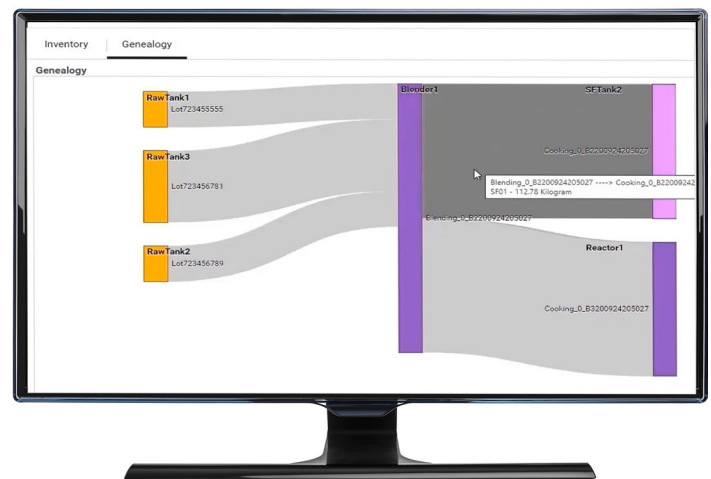 Inventory
Genealogy
Genealogy
RawTank1
Lot723455555
RawTank3
Lot723456781
RawTank2
Lot723456789
Blender1
Blending_0_B2200924205027
SFTank2
Cooking_0_B2200924205027
Blending_0_B2200924205027 ----> Cooking_0_B22009242
SF01 - 112.78 Kilogram
Reactor1
Cooking_0_B3200924205027